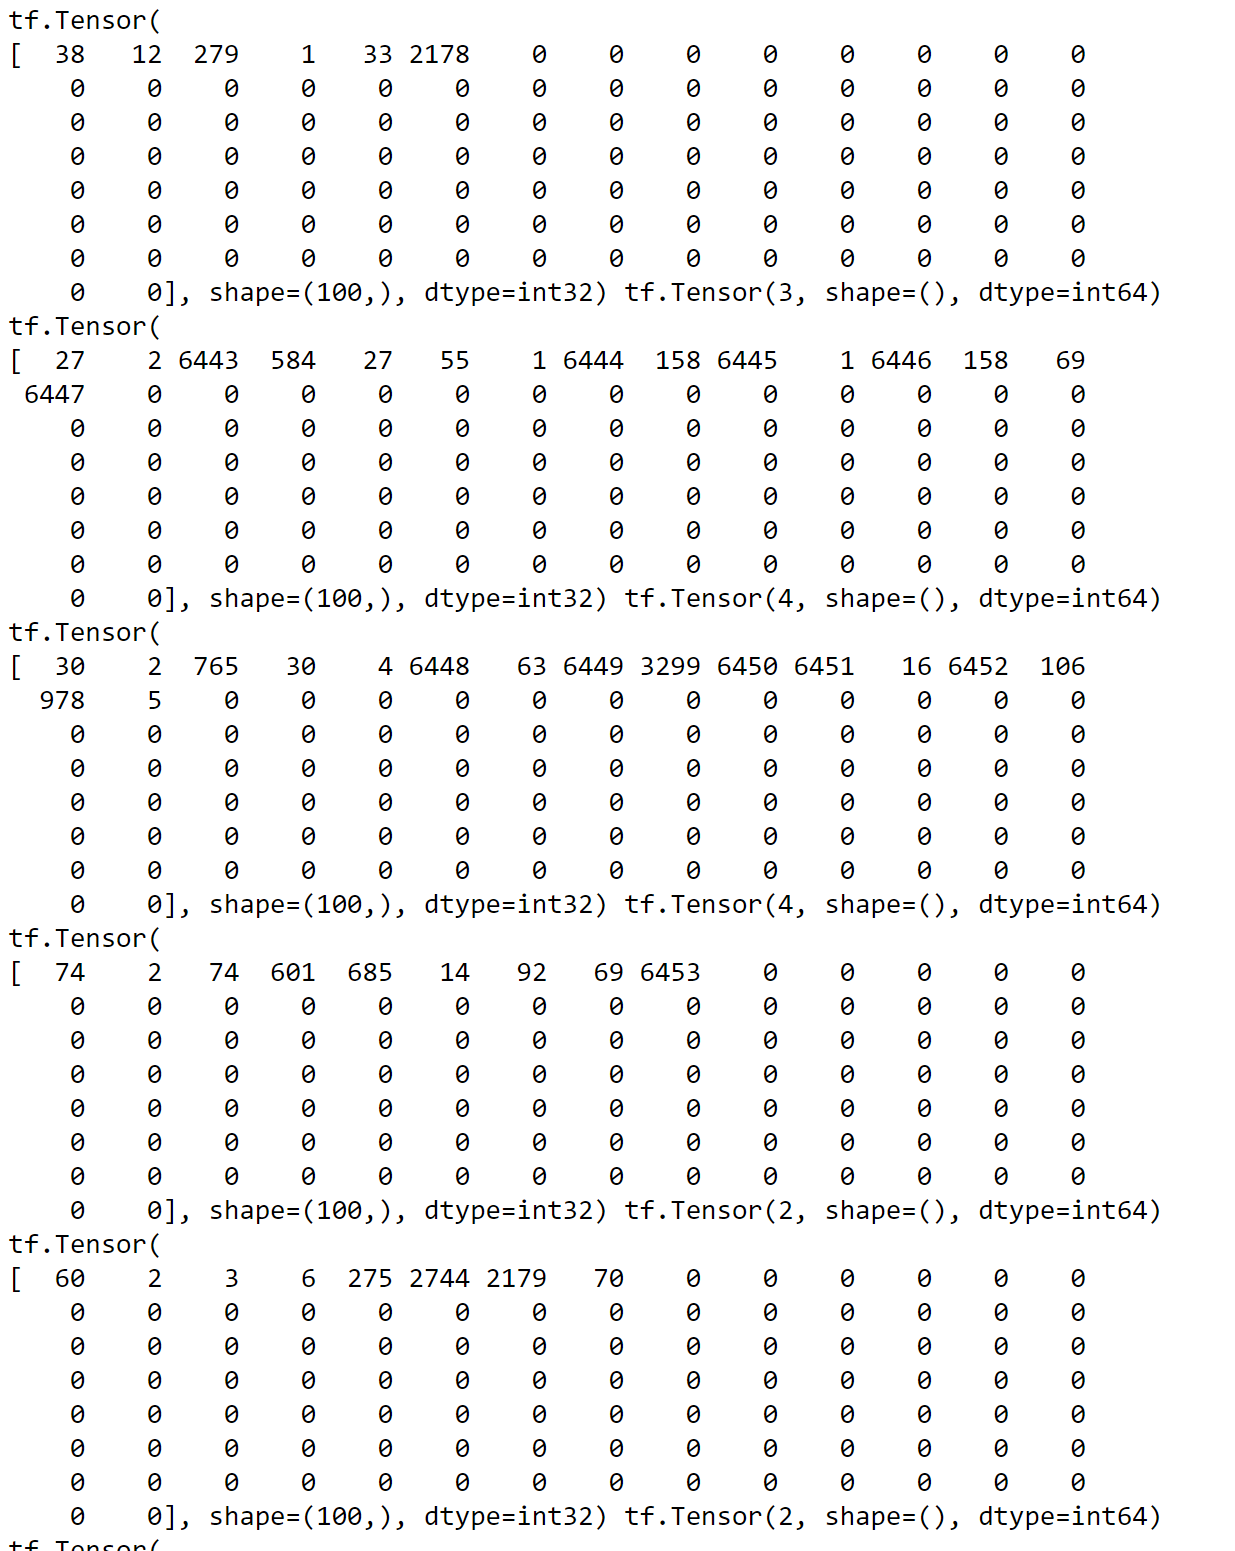 tf.Tensor(
[  38   12  279    1   33 2178    0    0    0    0    0    0    0    0
    0    0    0    0    0    0    0    0    0    0    0    0    0    0
    0    0    0    0    0    0    0    0    0    0    0    0    0    0
    0    0    0    0    0    0    0    0    0    0    0    0    0    0
    0    0    0    0    0    0    0    0    0    0    0    0    0    0
    0    0    0    0    0    0    0    0    0    0    0    0    0    0
    0    0    0    0    0    0    0    0    0    0    0    0    0    0
    0    0], shape=(100,), dtype=int32) tf.Tensor(3, shape=(), dtype=int64)
tf.Tensor(
[  27    2 6443  584   27   55    1 6444  158 6445    1 6446  158   69
 6447    0    0    0    0    0    0    0    0    0    0    0    0    0
    0    0    0    0    0    0    0    0    0    0    0    0    0    0
    0    0    0    0    0    0    0    0    0    0    0    0    0    0
    0    0    0    0    0    0    0    0    0    0    0    0    0    0
    0    0    0    0    0    0    0    0    0    0    0    0    0    0
    0    0    0    0    0    0    0    0    0    0    0    0    0    0
    0    0], shape=(100,), dtype=int32) tf.Tensor(4, shape=(), dtype=int64)
tf.Tensor(
[  30    2  765   30    4 6448   63 6449 3299 6450 6451   16 6452  106
  978    5    0    0    0    0    0    0    0    0    0    0    0    0
    0    0    0    0    0    0    0    0    0    0    0    0    0    0
    0    0    0    0    0    0    0    0    0    0    0    0    0    0
    0    0    0    0    0    0    0    0    0    0    0    0    0    0
    0    0    0    0    0    0    0    0    0    0    0    0    0    0
    0    0    0    0    0    0    0    0    0    0    0    0    0    0
    0    0], shape=(100,), dtype=int32) tf.Tensor(4, shape=(), dtype=int64)
tf.Tensor(
[  74    2   74  601  685   14   92   69 6453    0    0    0    0    0
    0    0    0    0    0    0    0    0    0    0    0    0    0    0
    0    0    0    0    0    0    0    0    0    0    0    0    0    0
    0    0    0    0    0    0    0    0    0    0    0    0    0    0
    0    0    0    0    0    0    0    0    0    0    0    0    0    0
    0    0    0    0    0    0    0    0    0    0    0    0    0    0
    0    0    0    0    0    0    0    0    0    0    0    0    0    0
    0    0], shape=(100,), dtype=int32) tf.Tensor(2, shape=(), dtype=int64)
tf.Tensor(
[  60    2    3    6  275 2744 2179   70    0    0    0    0    0    0
    0    0    0    0    0    0    0    0    0    0    0    0    0    0
    0    0    0    0    0    0    0    0    0    0    0    0    0    0
    0    0    0    0    0    0    0    0    0    0    0    0    0    0
    0    0    0    0    0    0    0    0    0    0    0    0    0    0
    0    0    0    0    0    0    0    0    0    0    0    0    0    0
    0    0    0    0    0    0    0    0    0    0    0    0    0    0
    0    0], shape=(100,), dtype=int32) tf.Tensor(2, shape=(), dtype=int64)
tf.Tensor(